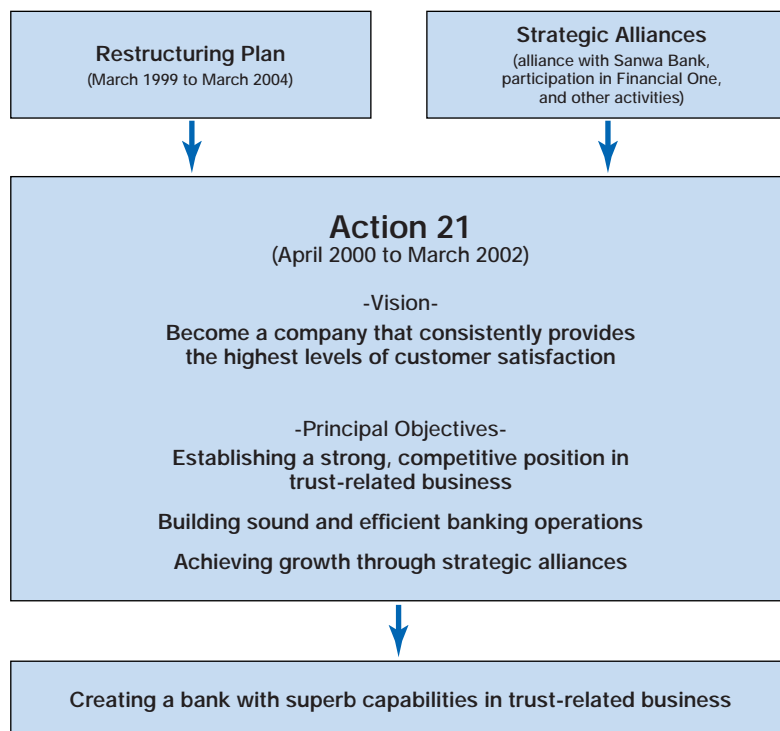 Restructuring Plan
(March 1999 to March 2004)
Strategic Alliances
(alliance with Sanwa Bank,
participation in Financial One,
and other activities)
Action 21
(April 2000 to March 2002)
-Vision-
Become a company that consistently provides
the highest levels of customer satisfaction
-Principal Objectives-
Establishing a strong, competitive position in
trust-related business
Building sound and efficient banking operations
Achieving growth through strategic alliances
Creating a bank with superb capabilities in trust-related business